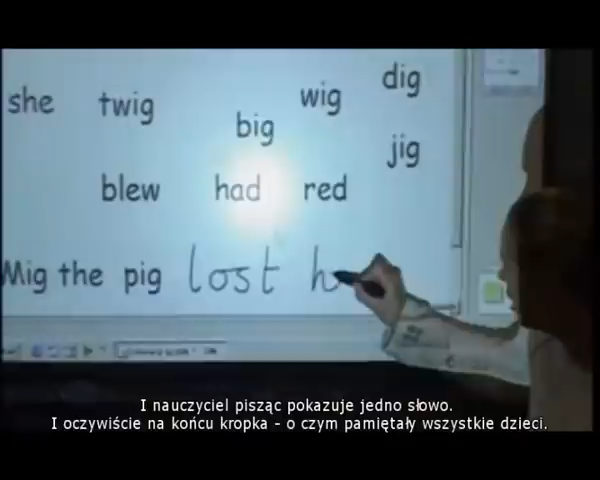 dig
she twig wig
big
jig
blew had red
Mig the pig lost h
I nauczyciel pisząc pokazuje jedno słowo.
I oczywiście na końcu kropka - o czym pamiętały wszystkie dzieci.